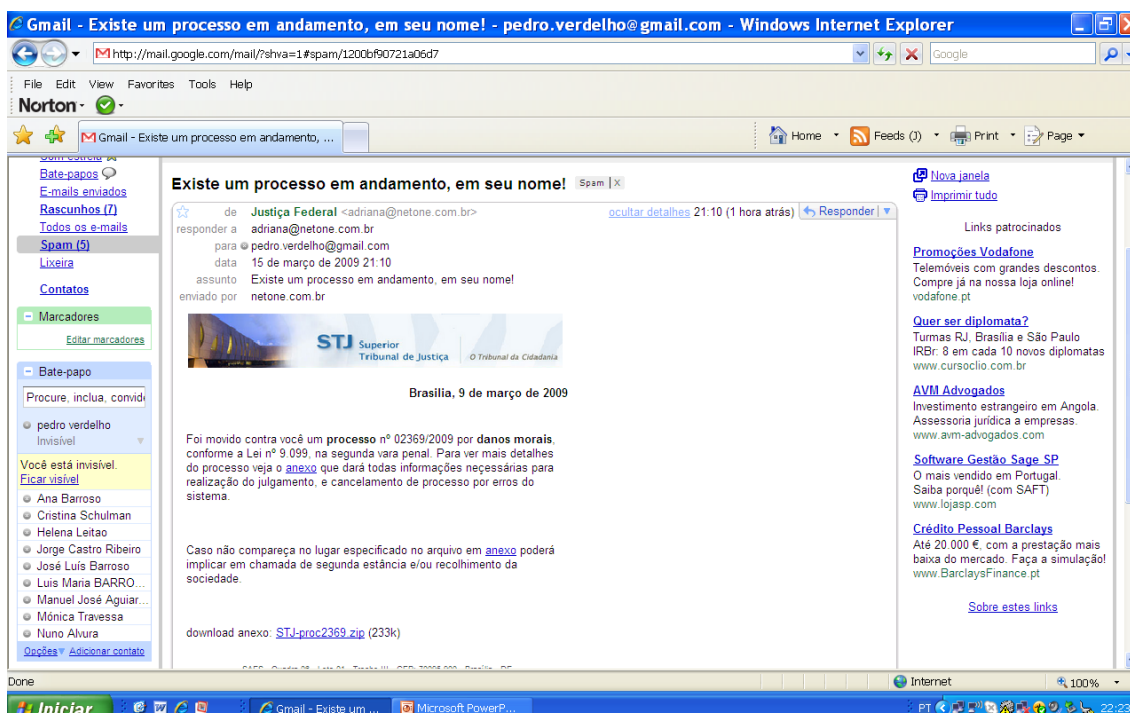 Gmail - Existe um processo em andamento, em seu nome! - pedro.verdelho@gmail.com - Windows Internet Explorer
http://mail.google.com/mail/?shva=1#spam/1200bf90721a06d7
Google
File Edit View Favorites Tools Help
Norton
Gmail - Existe um processo em andamento, ...
Home Feeds (J) Print Page
Com estrela
Bate-papos
E-mails enviados
Rascunhos (7)
Todos os e-mails
Spam (5)
Lixeira
Contatos
Marcadores
Editar marcadores
Bate-papo
Procure, inclua, convid
pedro verdelho
Invisível
Você está invisível.
Ficar visível
Ana Barroso
Cristina Schulman
Helena Leitao
Jorge Castro Ribeiro
José Luís Barroso
Luis Maria BARRO...
Manuel José Aguiar...
Mónica Travessa
Nuno Alvura
Opções Adicionar contato
Existe um processo em andamento, em seu nome! Spam X
de Justiça Federal <adriana@netone.com.br> ocultar detalhes 21:10 (1 hora atrás) Responder
responder a adriana@netone.com.br
para pedro.verdelho@gmail.com
data 15 de março de 2009 21:10
assunto Existe um processo em andamento, em seu nome!
enviado por netone.com.br
STJ Superior
Tribunal de Justiça O Tribunal da Cidadania
Brasilia, 9 de março de 2009
Foi movido contra você um processo nº 02369/2009 por danos morais,
conforme a Lei nº 9.099, na segunda vara penal. Para ver mais detalhes
do processo veja o anexo que dará todas informações neçessárias para
realização do julgamento, e cancelamento de processo por erros do
sistema.
Caso não compareça no lugar especificado no arquivo em anexo poderá
implicar em chamada de segunda estância e/ou recolhimento da
sociedade.
download anexo: STJ-proc2369.zip (233k)
Nova janela
Imprimir tudo
Links patrocinados
Promoções Vodafone
Telemóveis com grandes descontos.
Compre já na nossa loja online!
vodafone.pt
Quer ser diplomata?
Turmas RJ, Brasília e São Paulo
IRBr: 8 em cada 10 novos diplomatas
www.cursoclio.com.br
AVM Advogados
Investimento estrangeiro em Angola.
Assessoria jurídica a empresas.
www.avm-advogados.com
Software Gestão Sage SP
O mais vendido em Portugal.
Saiba porquê! (com SAFT)
www.lojasp.com
Crédito Pessoal Barclays
Até 20.000 €, com a prestação mais
baixa do mercado. Faça a simulação!
www.BarclaysFinance.pt
Sobre estes links
Done Internet 100%
Iniciar Gmail - Existe um ... Microsoft PowerP... PT 22:23